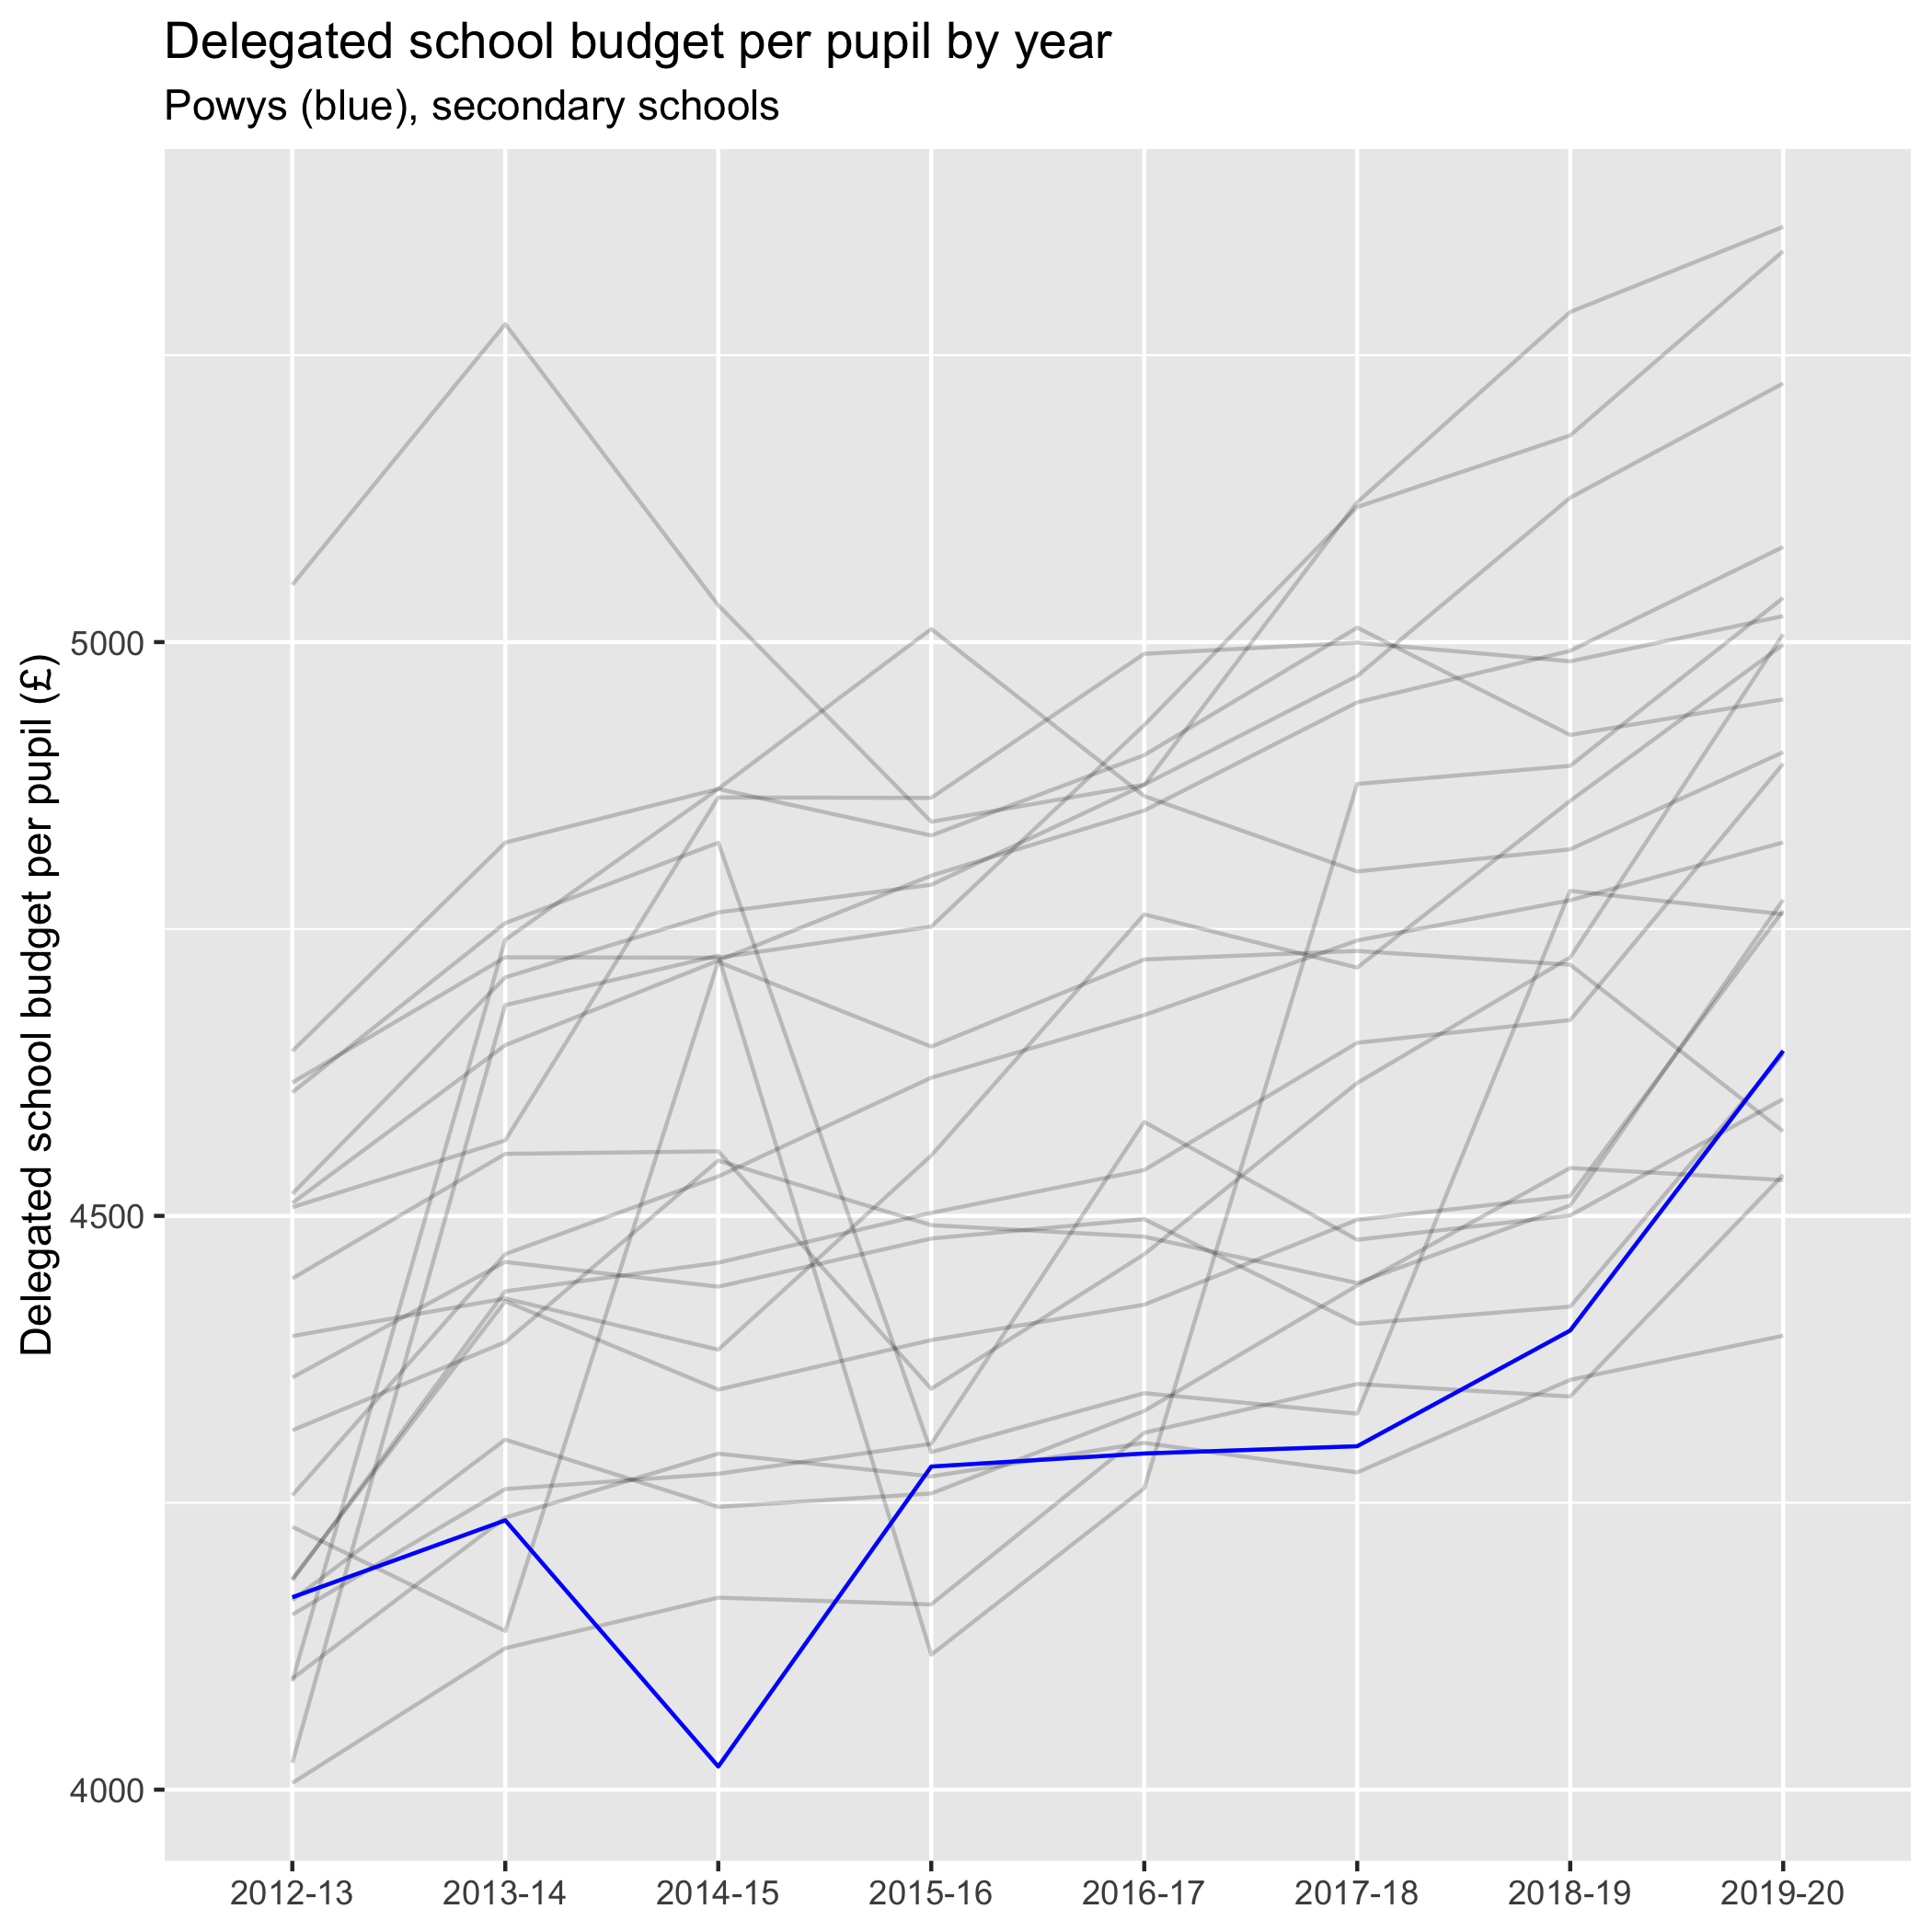 Delegated school budget per pupil by year
Powys (blue), secondary schools
Delegated school budget per pupil (£)
5000
4500
4000
2012-13 2013-14 2014-15 2015-16 2016-17 2017-18 2018-19 2019-20